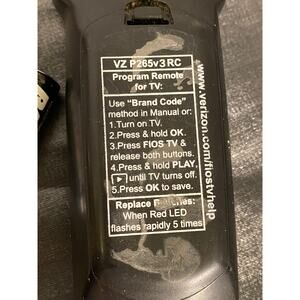 VZ P265v3 RC
Program Remote
for TV:
Use "Brand Code"
method in Manual or:
1.Turn on TV.
2.Press & hold OK.
3.Press FIOS TV &
release both buttons.
4.Press & hold PLAY,
▶ until TV turns off.
5.Press OK to save.
Replace Batteries:
When Red LED
flashes rapidly 5 times
www.verizon.com/fiostvhelp